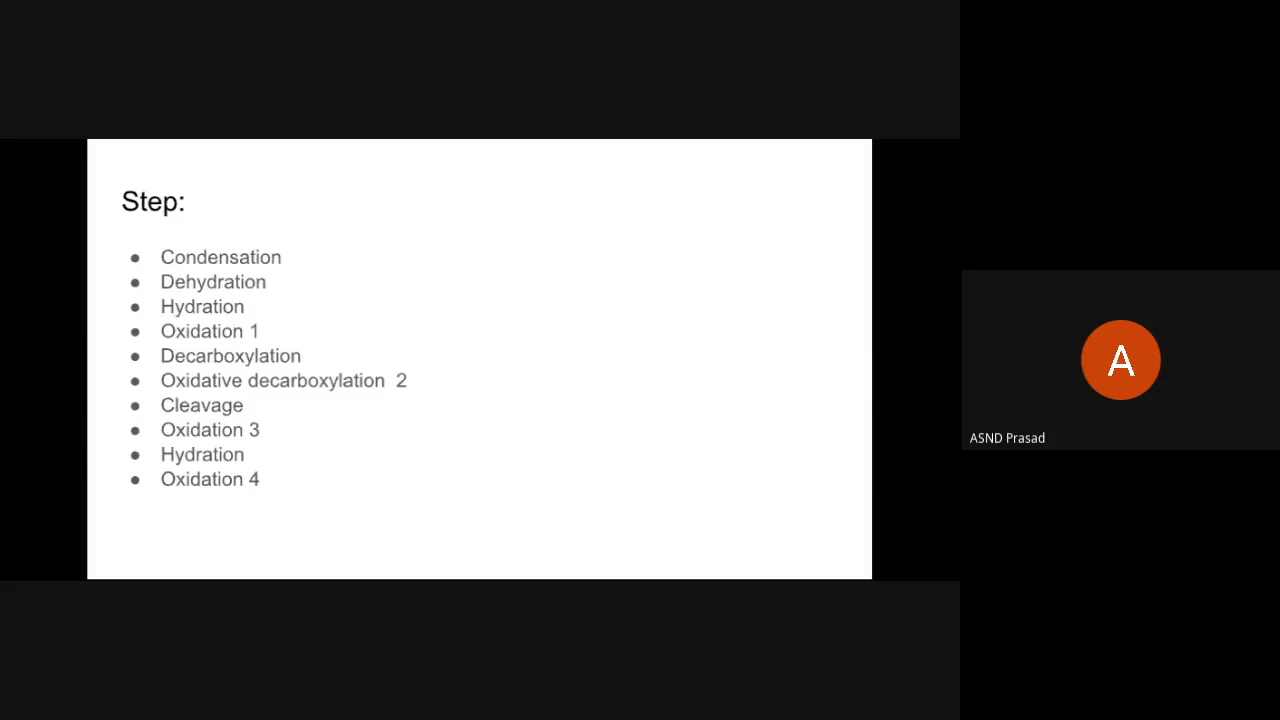 Step:
● Condensation
● Dehydration
● Hydration
● Oxidation 1
● Decarboxylation
● Oxidative decarboxylation 2
● Cleavage
● Oxidation 3
● Hydration
● Oxidation 4
A
ASND Prasad